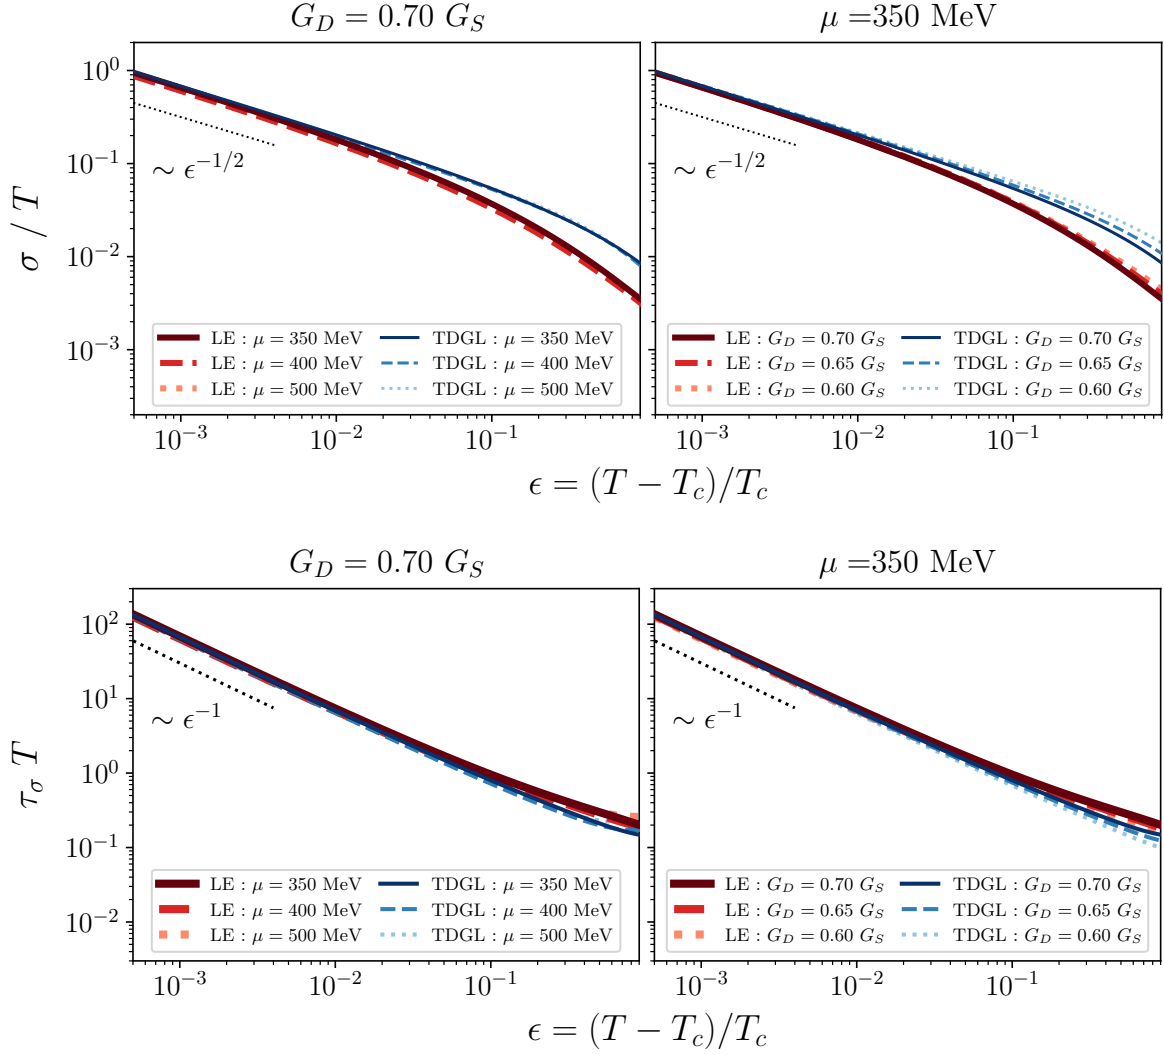 G_D = 0.70 G_S
μ =350 MeV
σ / T
10^0
10^{-1}
10^{-2}
10^{-3}
∼ ϵ^{-1/2}
∼ ϵ^{-1/2}
LE : μ = 350 MeV
LE : μ = 400 MeV
LE : μ = 500 MeV
TDGL : μ = 350 MeV
TDGL : μ = 400 MeV
TDGL : μ = 500 MeV
LE : G_D = 0.70 G_S
LE : G_D = 0.65 G_S
LE : G_D = 0.60 G_S
TDGL : G_D = 0.70 G_S
TDGL : G_D = 0.65 G_S
TDGL : G_D = 0.60 G_S
10^{-3} 10^{-2} 10^{-1} 10^{-3} 10^{-2} 10^{-1}
ϵ = (T − T_c)/T_c
G_D = 0.70 G_S
μ =350 MeV
τ_σ T
10^2
10^1
10^0
10^{-1}
10^{-2}
∼ ϵ^{-1}
∼ ϵ^{-1}
LE : μ = 350 MeV
LE : μ = 400 MeV
LE : μ = 500 MeV
TDGL : μ = 350 MeV
TDGL : μ = 400 MeV
TDGL : μ = 500 MeV
LE : G_D = 0.70 G_S
LE : G_D = 0.65 G_S
LE : G_D = 0.60 G_S
TDGL : G_D = 0.70 G_S
TDGL : G_D = 0.65 G_S
TDGL : G_D = 0.60 G_S
10^{-3} 10^{-2} 10^{-1} 10^{-3} 10^{-2} 10^{-1}
ϵ = (T − T_c)/T_c